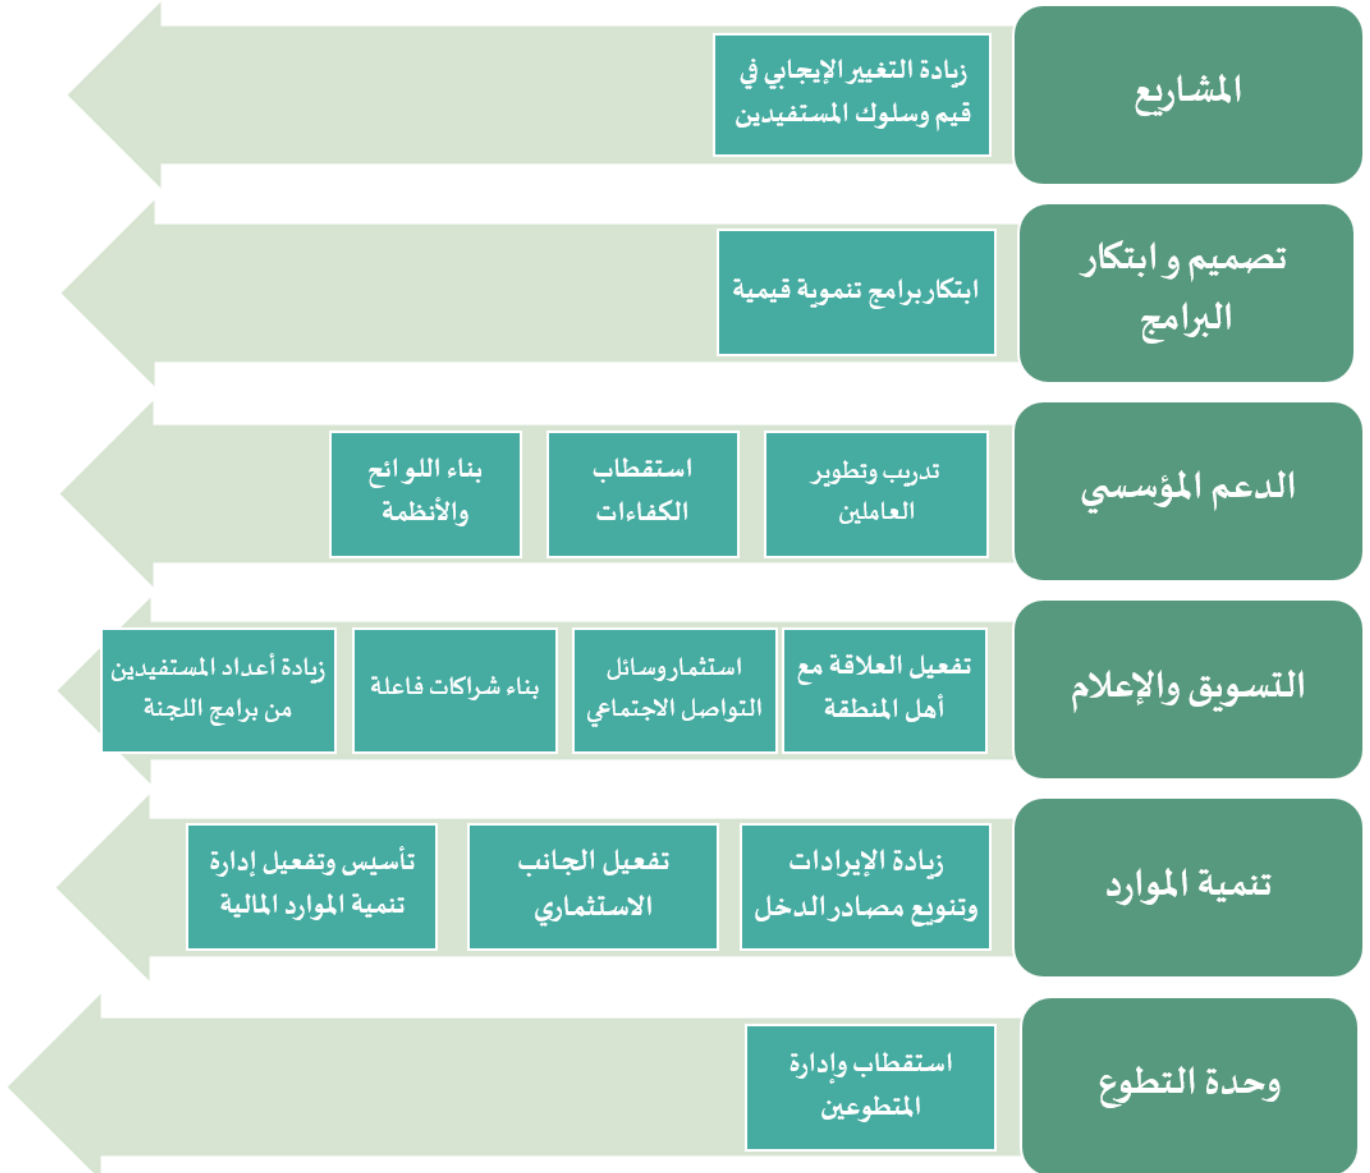 المشاريع
زيادة التغيير الإيجابي في
قيم وسلوك المستفيدين
تصميم وابتكار
البرامج
ابتكار برامج تنموية قيمية
الدعم المؤسسي
تدريب وتطوير
العاملين
استقطاب
الكفاءات
بناء اللوائح
والأنظمة
التسويق والإعلام
تفعيل العلاقة مع
أهل المنطقة
استثمار وسائل
التواصل الاجتماعي
بناء شراكات فاعلة
زيادة أعداد المستفيدين
من برامج اللجنة
تنمية الموارد
زيادة الإيرادات
وتنويع مصادر الدخل
تفعيل الجانب
الاستثماري
تأسيس وتفعيل إدارة
تنمية الموارد المالية
وحدة التطوع
استقطاب وإدارة
المتطوعين